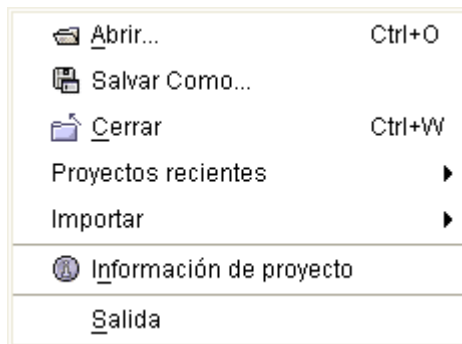 Abrir... Ctrl+O
Salvar Como...
Cerrar Ctrl+W
Proyectos recientes
Importar
Información de proyecto
Salida